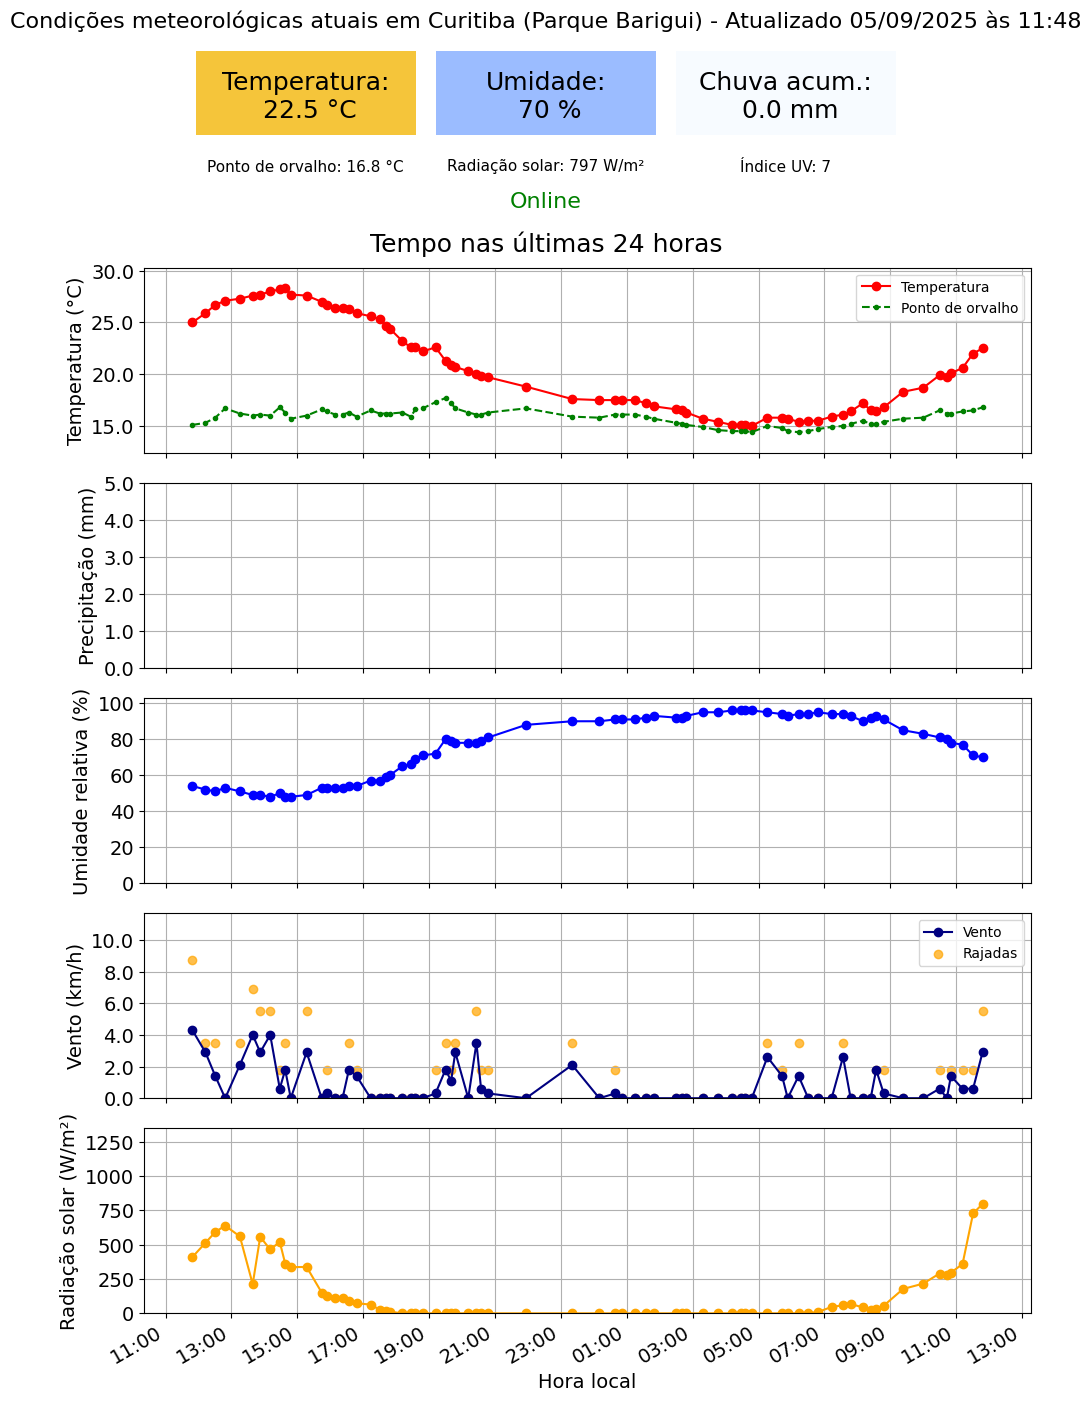 Condições meteorológicas atuais em Curitiba (Parque Barigui) - Atualizado 05/09/2025 às 11:48
Temperatura:
22.5 °C
Umidade:
70 %
Chuva acum.:
0.0 mm
Ponto de orvalho: 16.8 °C
Radiação solar: 797 W/m²
Índice UV: 7
Online
Tempo nas últimas 24 horas
Temperatura (°C)
30.0
25.0
20.0
15.0
Temperatura
Ponto de orvalho
Precipitação (mm)
5.0
4.0
3.0
2.0
1.0
0.0
Umidade relativa (%)
100
80
60
40
20
0
Vento (km/h)
10.0
8.0
6.0
4.0
2.0
0.0
Vento
Rajadas
Radiação solar (W/m²)
1250
1000
750
500
250
0
11:00
13:00
15:00
17:00
19:00
21:00
23:00
01:00
03:00
05:00
07:00
09:00
11:00
13:00
Hora local